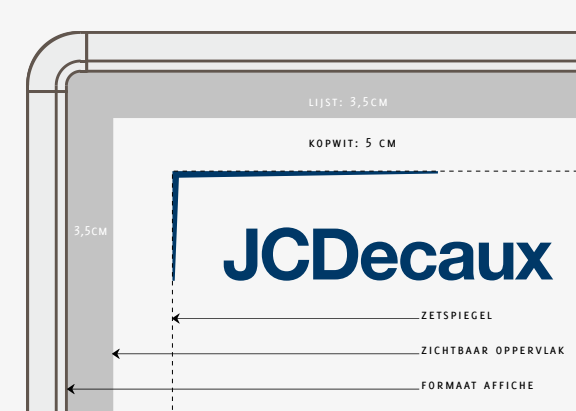 LIJST: 3,5CM
KOPWIT: 5 CM
3,5CM
JCDecaux
ZETSPIEGEL
ZICHTBAAR OPPERVLAK
FORMAAT AFFICHE